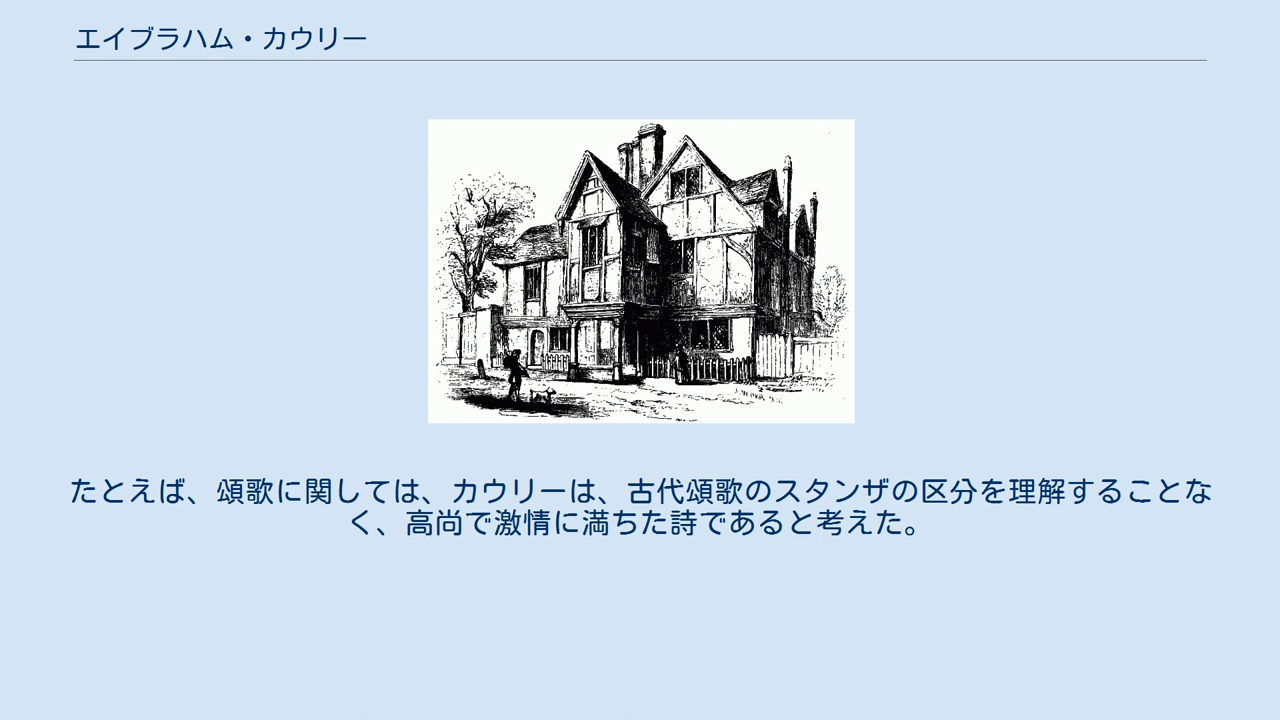 エイブラハム・カウリー
たとえば、頌歌に関しては、カウリーは、古代頌歌のスタンザの区分を理解することな
く、高尚で激情に満ちた詩であると考えた。